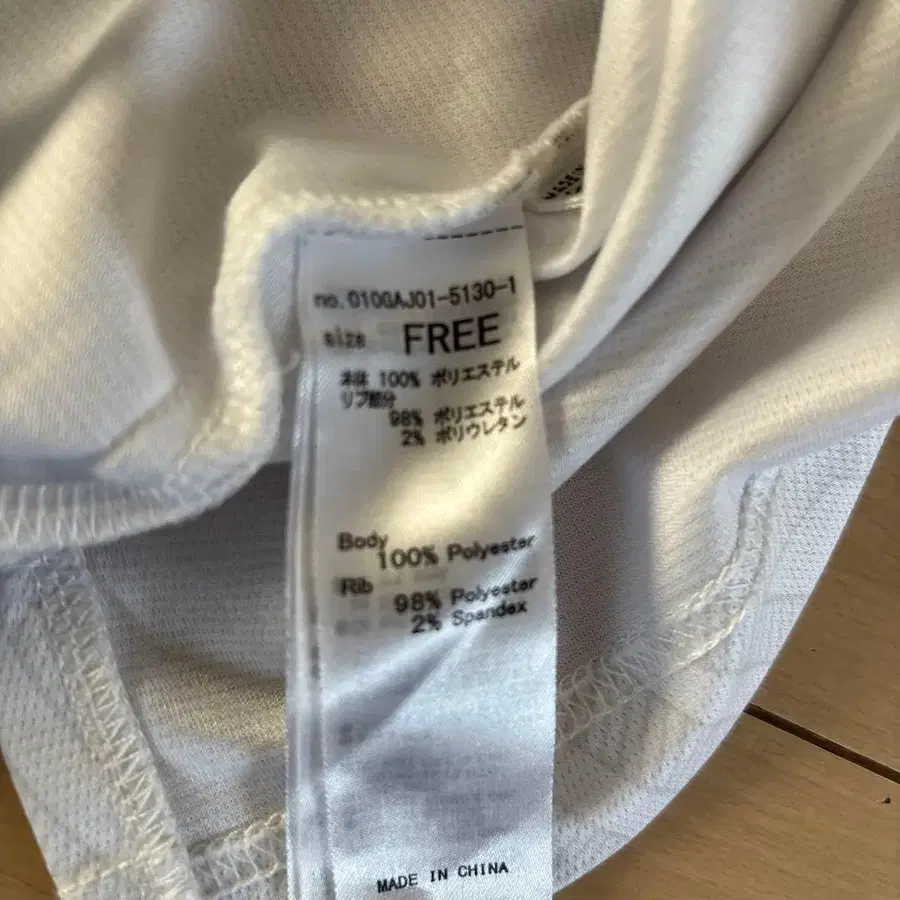 no.010GAJ01-5130-1
size FREE
本体 100% ポリエステル
リブ部分
98% ポリエステル
2% ポリウレタン
Body
100% Polyester
Rib
98% Polyester
2% Spandex
MADE IN CHINA